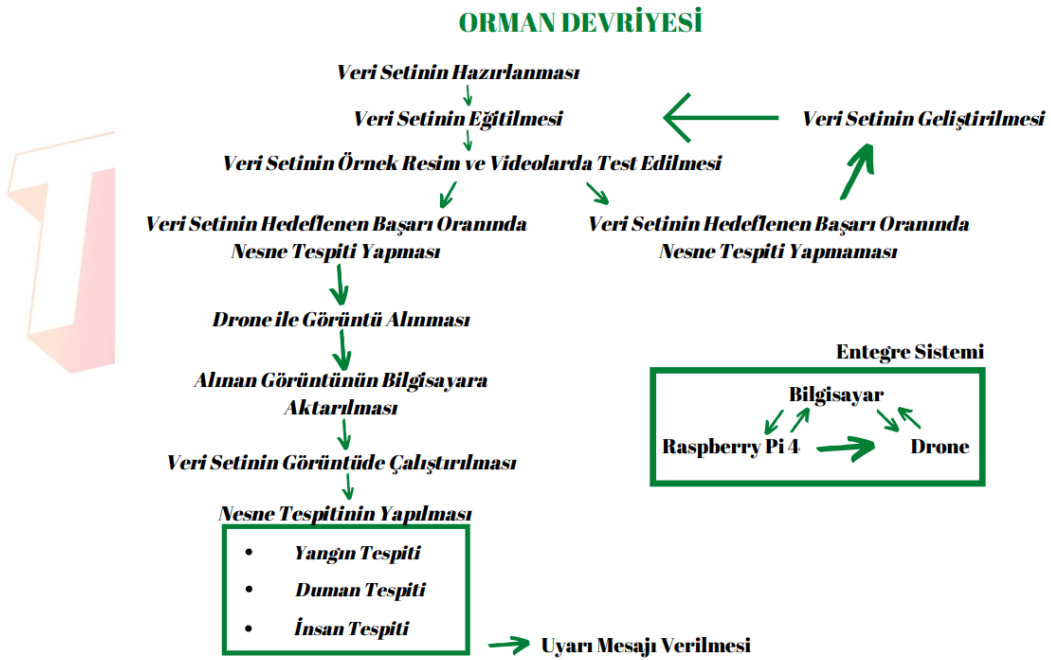 ORMAN DEVRİYESİ
Veri Setinin Hazırlanması
Veri Setinin Eğitilmesi
Veri Setinin Geliştirilmesi
Veri Setinin Örnek Resim ve Videolarda Test Edilmesi
Veri Setinin Hedeflenen Başarı Oranında
Nesne Tespiti Yapması
Veri Setinin Hedeflenen Başarı Oranında
Nesne Tespiti Yapmaması
Drone ile Görüntü Alınması
Alınan Görüntünün Bilgisayara
Aktarılması
Veri Setinin Görüntüde Çalıştırılması
Nesne Tespitinin Yapılması
• Yangın Tespiti
• Duman Tespiti
• İnsan Tespiti
Uyarı Mesajı Verilmesi
Entegre Sistemi
Bilgisayar
Raspberry Pi 4
Drone